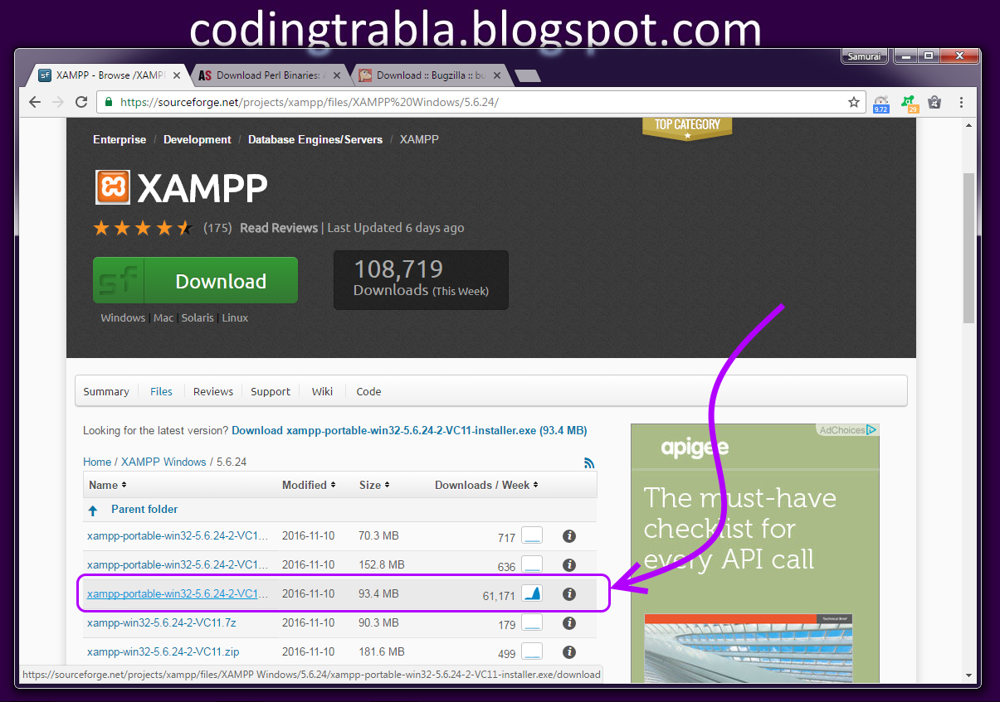 codingtrabla.blogspot.com
Samurai
XAMPP - Browse /XAMPP
Download Perl Binaries: A
Download :: Bugzilla :: bu
https://sourceforge.net/projects/xampp/files/XAMPP%20Windows/5.6.24/
9.72
29
Enterprise / Development / Database Engines/Servers / XAMPP
TOP CATEGORY
XAMPP
(175) Read Reviews | Last Updated 6 days ago
sf Download
108,719
Downloads (This Week)
Windows | Mac | Solaris | Linux
Summary Files Reviews Support Wiki Code
Looking for the latest version? Download xampp-portable-win32-5.6.24-2-VC11-installer.exe (93.4 MB)
AdChoices
apigee
Home / XAMPP Windows / 5.6.24
Name Modified Size Downloads / Week
Parent folder
xampp-portable-win32-5.6.24-2-VC1... 2016-11-10 70.3 MB 717
xampp-portable-win32-5.6.24-2-VC1... 2016-11-10 152.8 MB 636
xampp-portable-win32-5.6.24-2-VC1... 2016-11-10 93.4 MB 61,171
xampp-win32-5.6.24-2-VC11.7z 2016-11-10 90.3 MB 179
xampp-win32-5.6.24-2-VC11.zip 2016-11-10 181.6 MB 499
The must-have
checklist for
every API call
Technical Brief
https://sourceforge.net/projects/xampp/files/XAMPP Windows/5.6.24/xampp-portable-win32-5.6.24-2-VC11-installer.exe/download